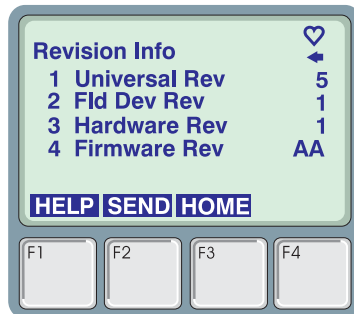 Revision Info
1 Universal Rev 5
2 Fld Dev Rev 1
3 Hardware Rev 1
4 Firmware Rev AA
HELP SEND HOME
F1 F2 F3 F4